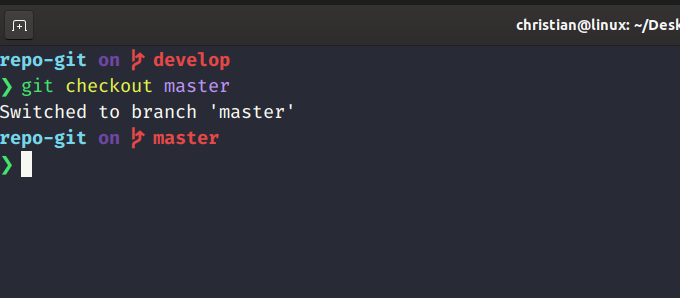 christian@linux: ~/Desk
repo-git on develop
❯ git checkout master
Switched to branch 'master'
repo-git on master
❯